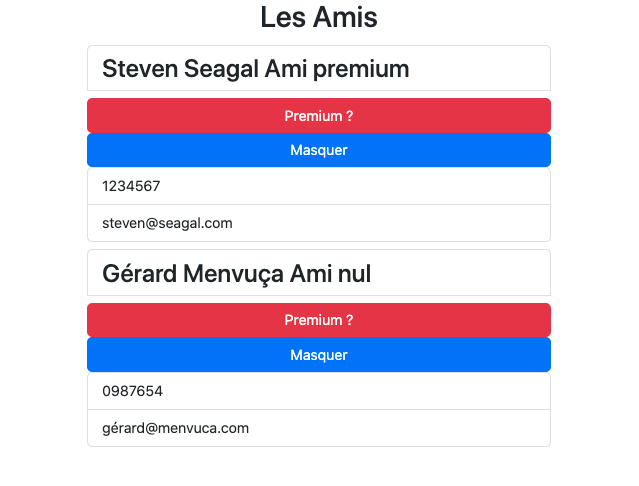 Les Amis
Steven Seagal Ami premium
Premium ?
Masquer
1234567
steven@seagal.com
Gérard Menvuça Ami nul
Premium ?
Masquer
0987654
gérard@menvuca.com